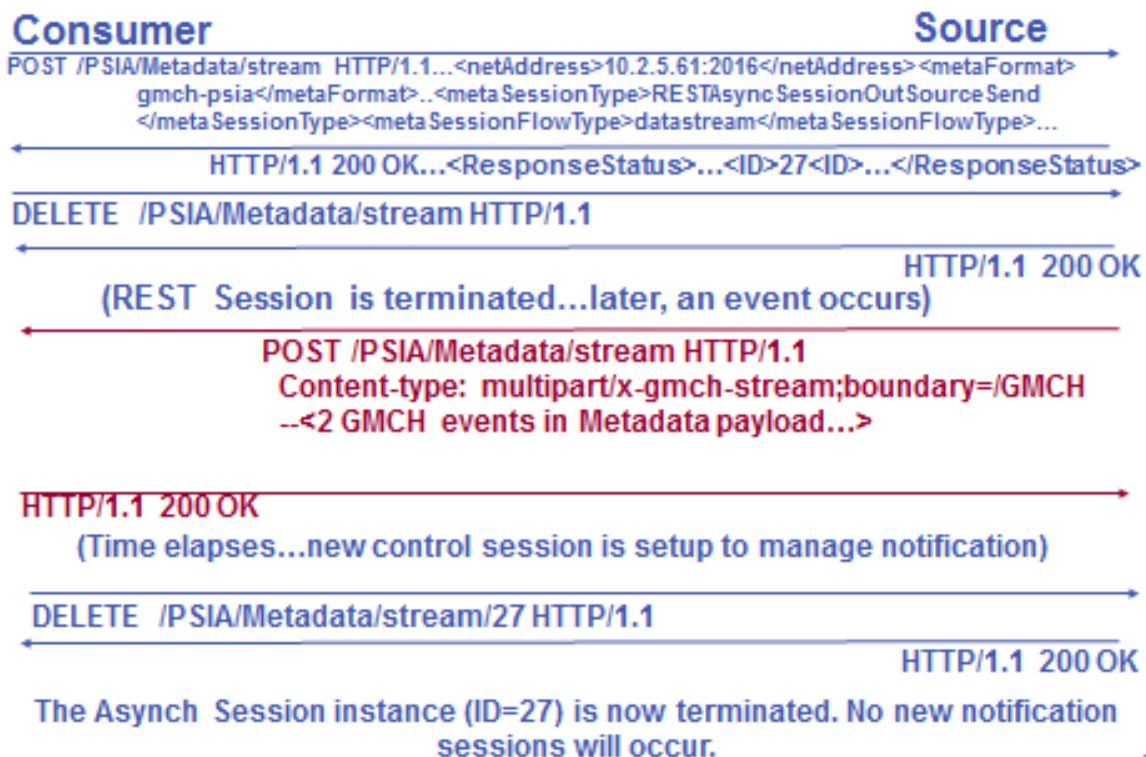 Consumer Source
POST /PSIA/Metadata/stream HTTP/1.1...<netAddress>10.2.5.61:2016</netAddress><metaFormat>
gmch-psia</metaFormat>..<metaSessionType>RESTAsyncSessionOutSourceSend
</metaSessionType><metaSessionFlowType>datastream</metaSessionFlowType>...
HTTP/1.1 200 OK...<ResponseStatus>...<ID>27<ID>...</ResponseStatus>
DELETE /PSIA/Metadata/stream HTTP/1.1
HTTP/1.1 200 OK
(REST Session is terminated...later, an event occurs)
POST /PSIA/Metadata/stream HTTP/1.1
Content-type: multipart/x-gmch-stream;boundary=/GMCH
--<2 GMCH events in Metadata payload...>
HTTP/1.1 200 OK
(Time elapses...new control session is setup to manage notification)
DELETE /PSIA/Metadata/stream/27 HTTP/1.1
HTTP/1.1 200 OK
The Asynch Session instance (ID=27) is now terminated. No new notification
sessions will occur.